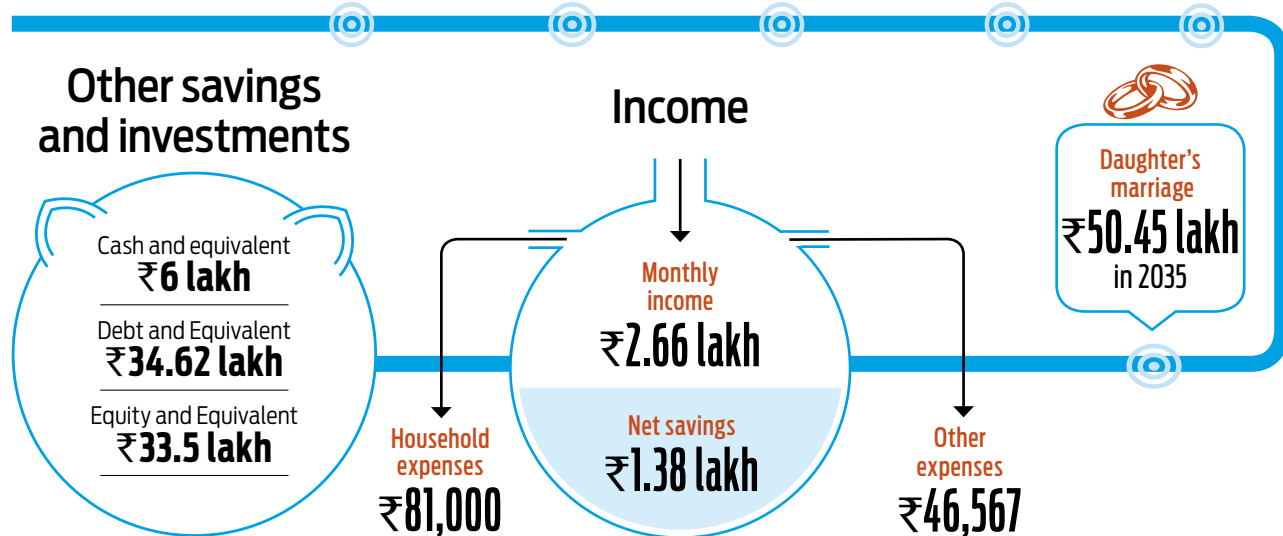 Other savings
and investments
Cash and equivalent
₹6 lakh
Debt and Equivalent
₹34.62 lakh
Equity and Equivalent
₹33.5 lakh
Income
Monthly
income
₹2.66 lakh
Net savings
₹1.38 lakh
Household
expenses
₹81,000
Other
expenses
₹46,567
Daughter's
marriage
₹50.45 lakh
in 2035